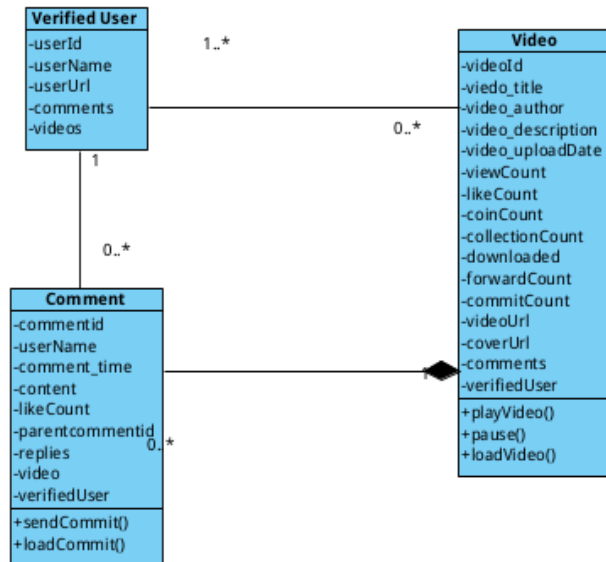 Verified User
-userId
-userName
-userUrl
-comments
-videos
1..*
0..*
1
0..*
Video
-videoId
-viedo_title
-video_author
-video_description
-video_uploadDate
-viewCount
-likeCount
-coinCount
-collectionCount
-downloaded
-forwardCount
-commitCount
-videoUrl
-coverUrl
-comments
-verifiedUser
+playVideo()
+pause()
+loadVideo()
Comment
-commentid
-userName
-comment_time
-content
-likeCount
-parentcommentid
-replies
-video
-verifiedUser
+sendCommit()
+loadCommit()
0..*
1